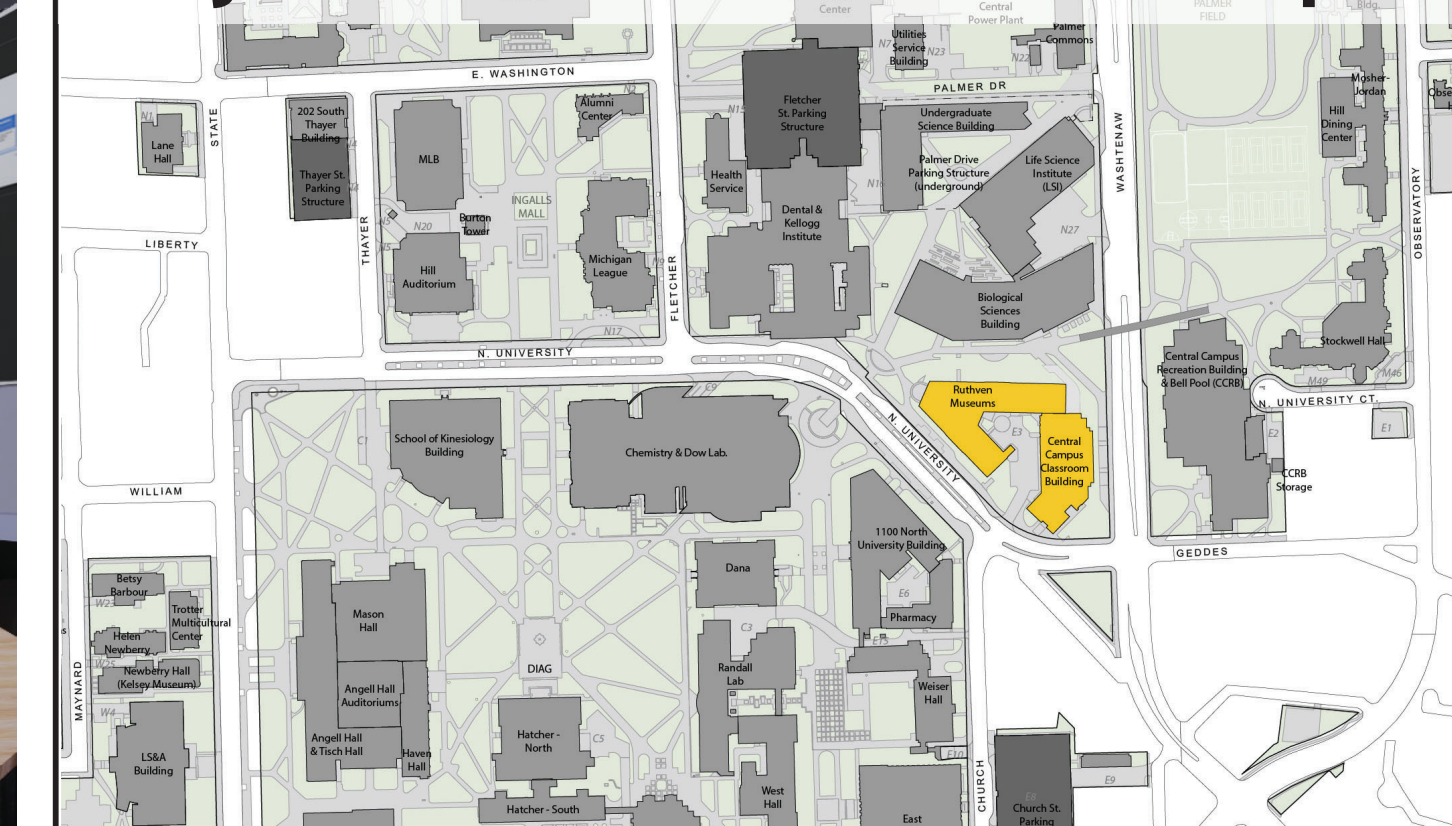 Center
Central
Power Plant
PALMER
FIELD
Bldg.
Utilities
Service
Building
N7
N23
N22
Palmer
Commons
E. WASHINGTON
PALMER DR
Mosher-
Jordan
N1
Lane
Hall
STATE
202 South
Thayer
Building
N4
Thayer St.
Parking
Structure
N4
MLB
Alumni
Center
N2
N15
Fletcher
St. Parking
Structure
Undergraduate
Science Building
Hill
Dining
Center
WASHTENAW
Health
Service
Palmer Drive
Parking Structure
(underground)
N16
Life Science
Institute
(LSI)
INGALLS
MALL
Burton
Tower
N5
N20
N5
THAYER
LIBERTY
Hill
Auditorium
Michigan
League
N9
FLETCHER
Dental &
Kellogg
Institute
N27
OBSERVATORY
Biological
Sciences
Building
N17
N. UNIVERSITY
Stockwell Hall
Central Campus
Recreation Building
& Bell Pool (CCRB)
M49
M46
N. UNIVERSITY CT.
C9
Ruthven
Museums
N. UNIVERSITY
E3
Central
Campus
Classroom
Building
E2
E1
CCRB
Storage
C1
School of Kinesiology
Building
Chemistry & Dow Lab.
WILLIAM
1100 North
University Building
GEDDES
Betsy
Barbour
Trotter
Multicultural
Center
Helen
Newberry
W25
Newberry Hall
(Kelsey Museum)
W4
MAYNARD
LS&A
Building
Mason
Hall
Angell Hall
Auditoriums
Angell Hall
& Tisch Hall
Haven
Hall
DIAG
Hatcher -
North
C5
Hatcher - South
Dana
C3
Randall
Lab
West
Hall
E6
Pharmacy
E15
Weiser
Hall
E10
East
CHURCH
E9
E8
Church St.
Parking